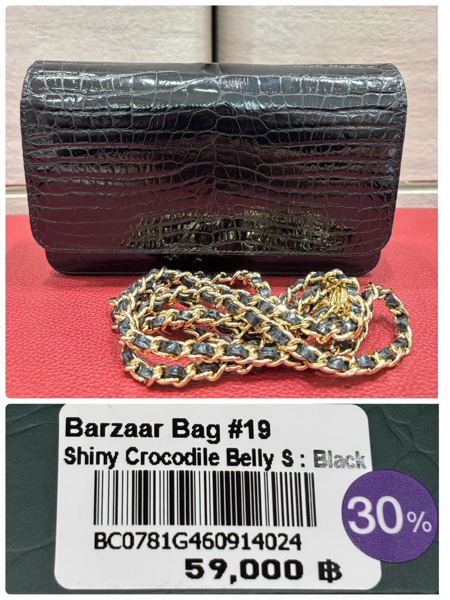 Barzaar Bag #19
Shiny Crocodile Belly S : Black
BC0781G460914024
30%
59,000 ฿